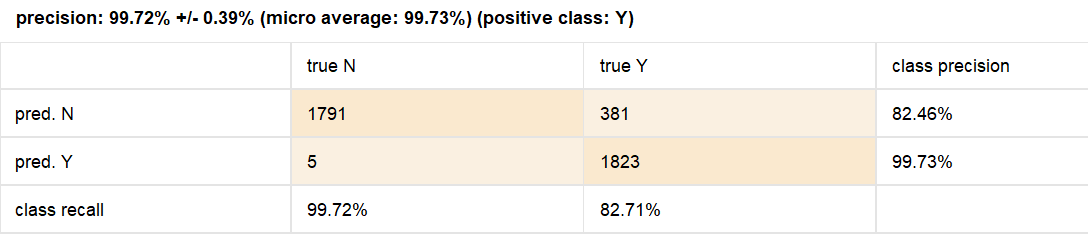 precision: 99.72% +/- 0.39% (micro average: 99.73%) (positive class: Y)
true N true Y class precision
pred. N 1791 381 82.46%
pred. Y 5 1823 99.73%
class recall 99.72% 82.71%